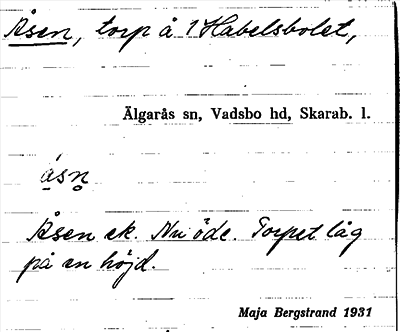 Åsen, torp å 1 Habelsbolet,
Älgarås sn, Vadsbo hd, Skarab. l.
åsn̥
Åsen ek. Nu öde. Torpet låg
på en höjd.
Maja Bergstrand 1931